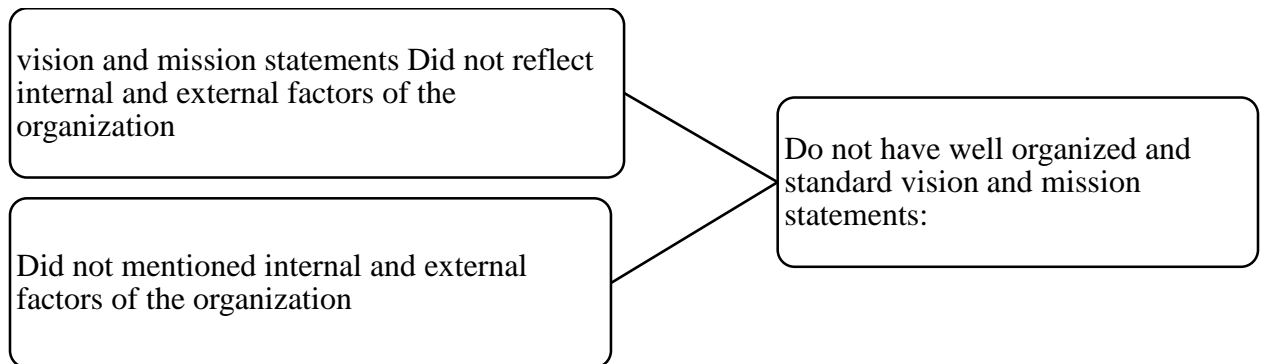 vision and mission statements Did not reflect
internal and external factors of the
organization
Do not have well organized and
standard vision and mission
statements:
Did not mentioned internal and external
factors of the organization